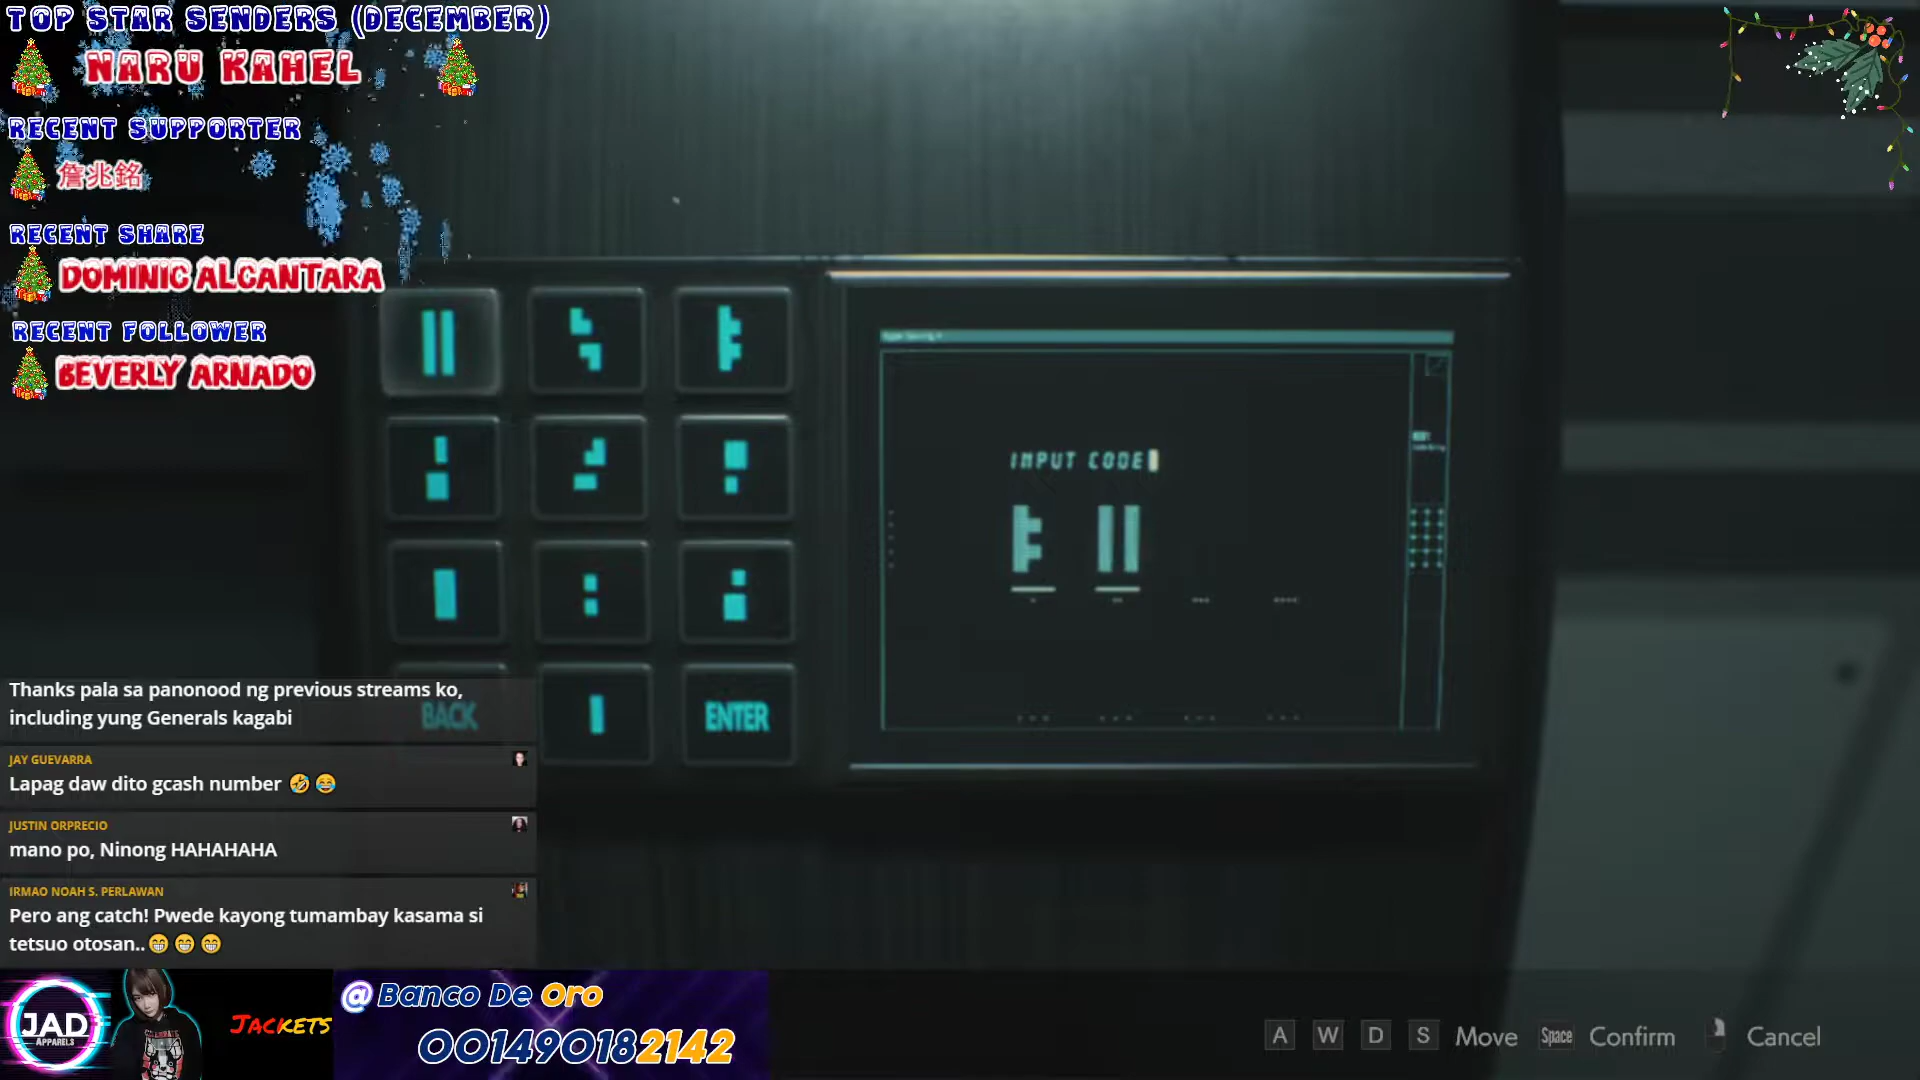 TOP STAR SENDERS (DECEMBER)
NARU KAHEL
RECENT SUPPORTER
詹兆銘
RECENT SHARE
DOMINIC ALCANTARA
RECENT FOLLOWER
BEVERLY ARNADO
INPUT CODE
BACK
ENTER
Thanks pala sa panonood ng previous streams ko,
including yung Generals kagabi
JAY GUEVARRA
Lapag daw dito gcash number 🤣 😂
JUSTIN ORPRECIO
mano po, Ninong HAHAHAHA
IRMAO NOAH S. PERLAWAN
Pero ang catch! Pwede kayong tumambay kasama si
tetsuo otosan.. 😁 😁 😁
JAD
APPARELS
JACKETS
@ Banco De Oro
001490182142
A W D S Move Space Confirm Cancel